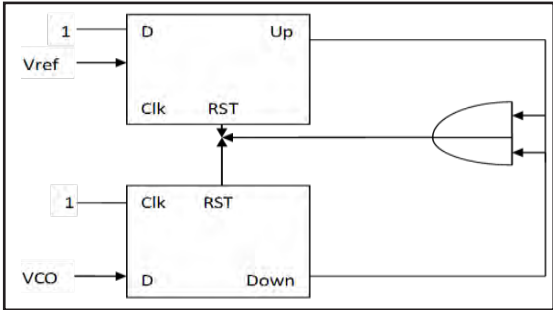 1 D Up
Vref
Clk RST
1 Clk RST
VCO D Down